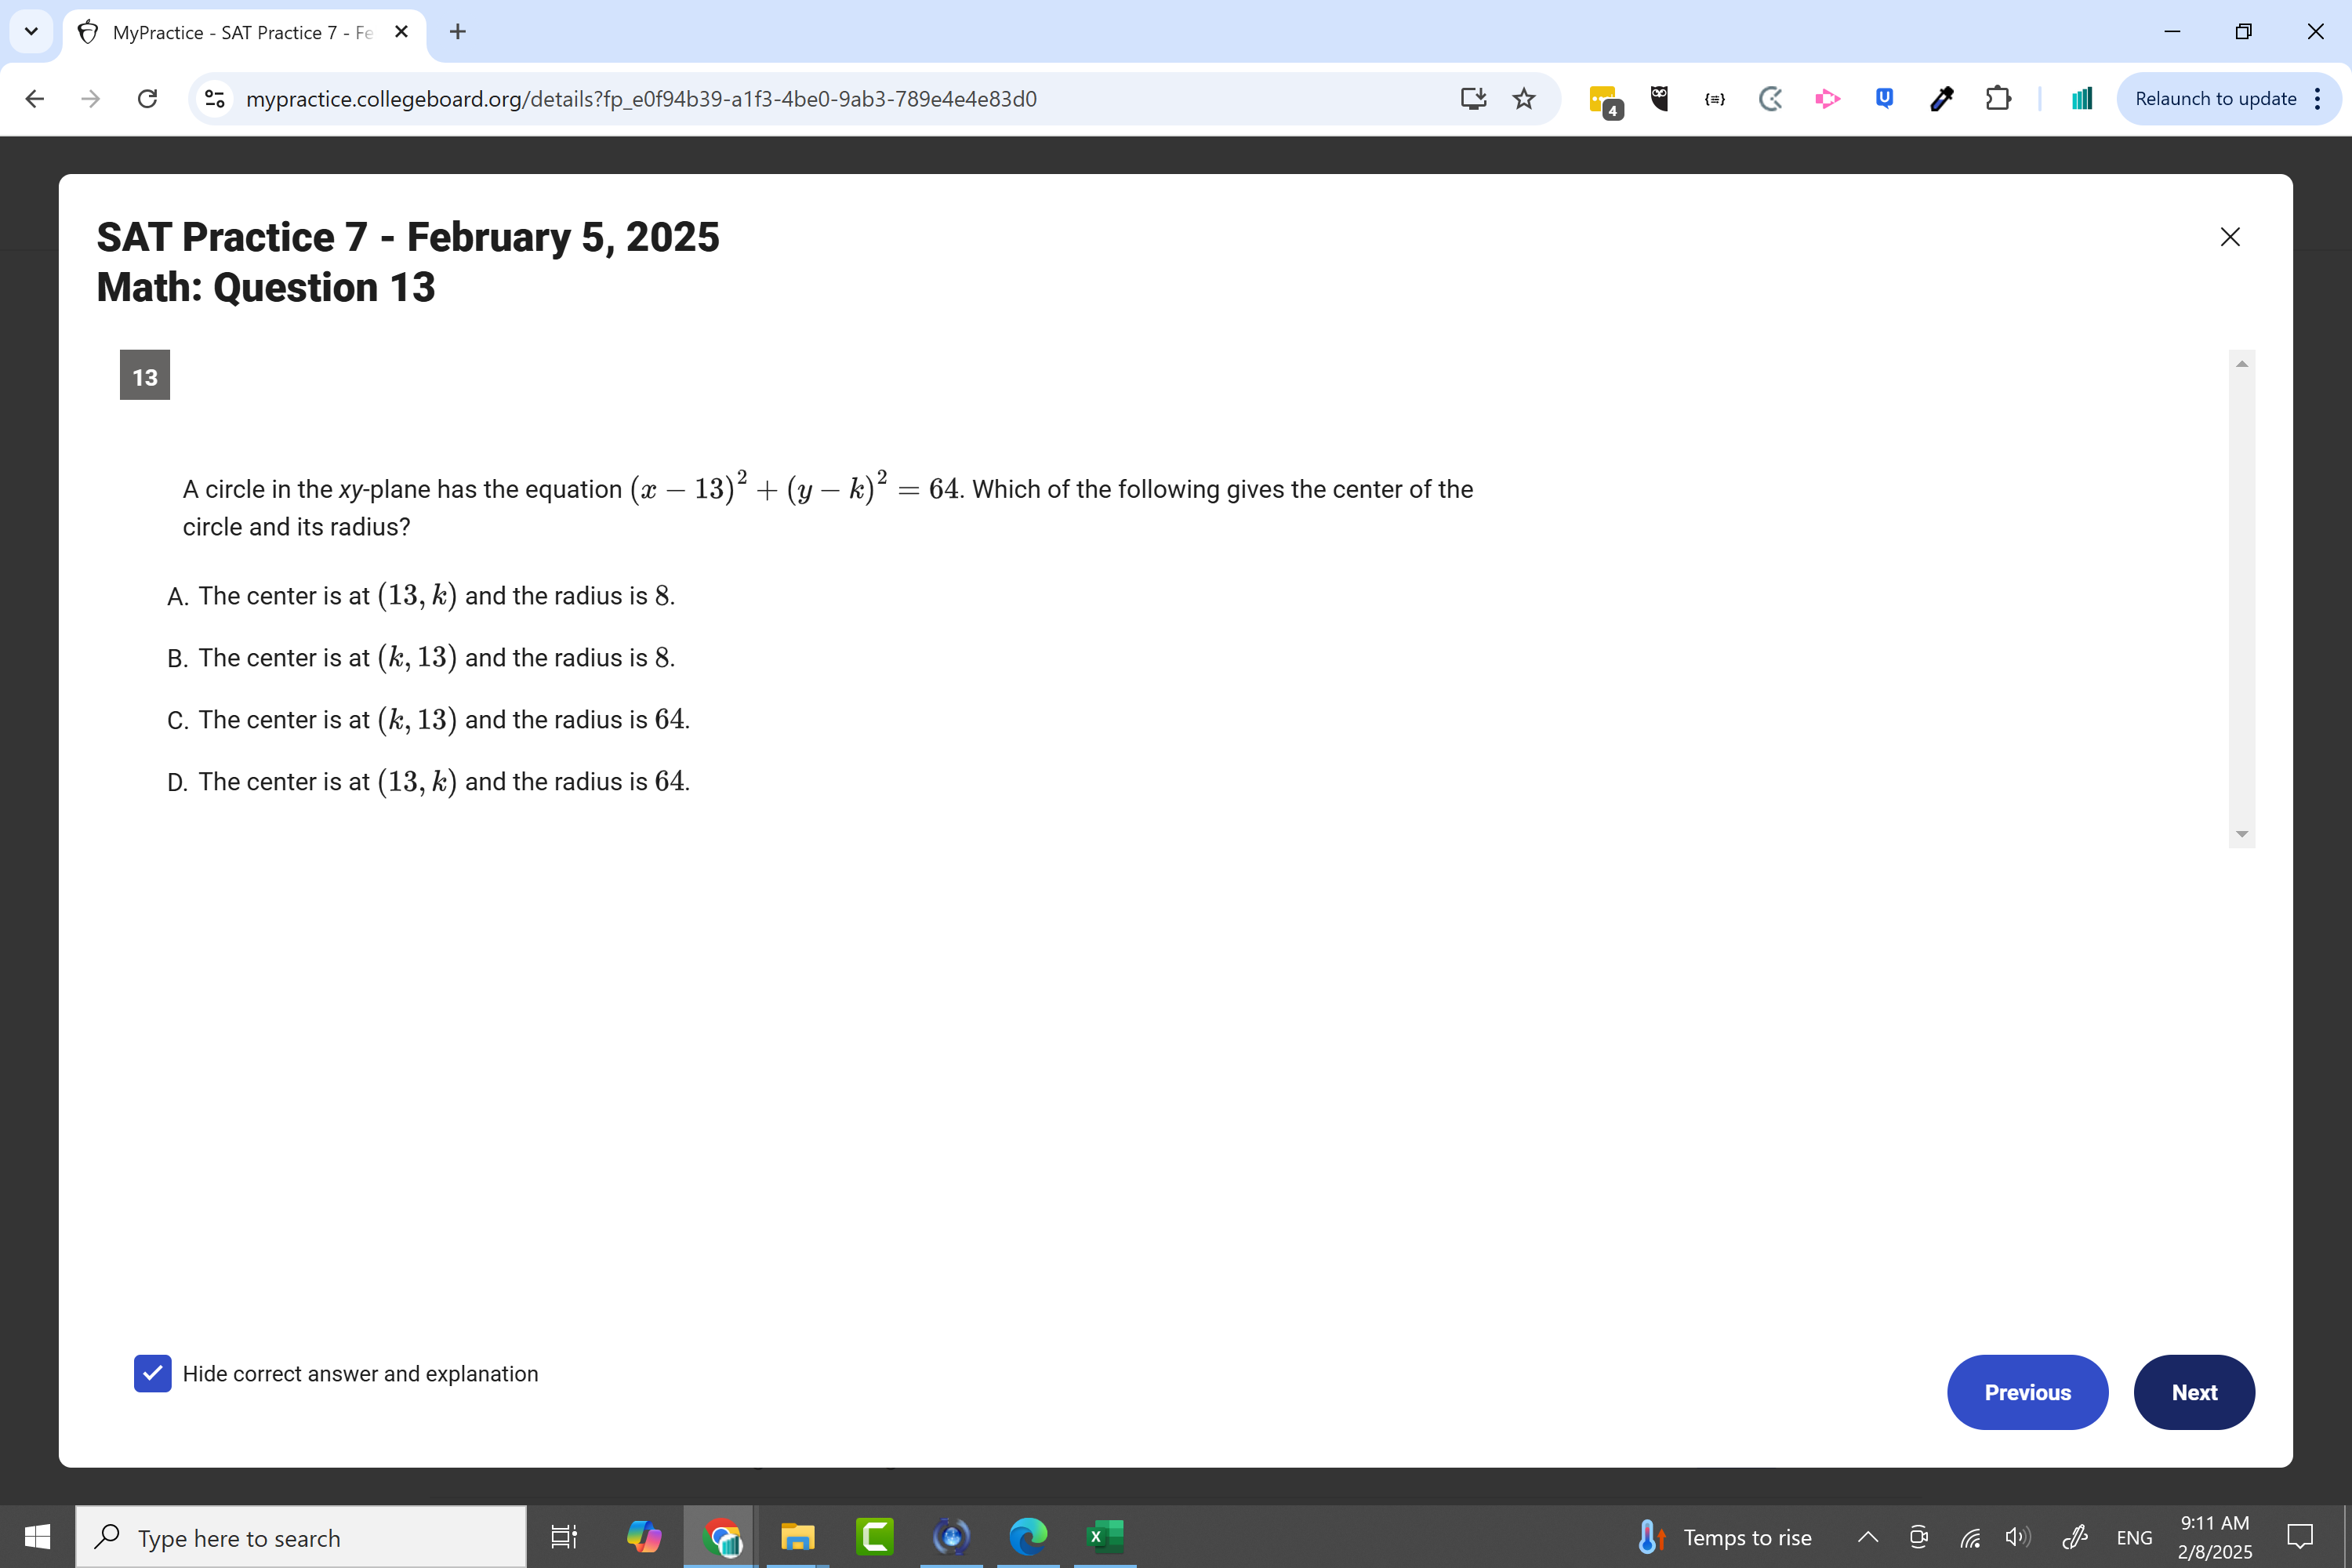 MyPractice - SAT Practice 7 - Fe
mypractice.collegeboard.org/details?fp_e0f94b39-a1f3-4be0-9ab3-789e4e4e83d0
4
Relaunch to update
SAT Practice 7 - February 5, 2025
Math: Question 13
13
A circle in the xy-plane has the equation (x − 13)² + (y − k)² = 64. Which of the following gives the center of the
circle and its radius?
A. The center is at (13, k) and the radius is 8.
B. The center is at (k, 13) and the radius is 8.
C. The center is at (k, 13) and the radius is 64.
D. The center is at (13, k) and the radius is 64.
Hide correct answer and explanation
Previous
Next
Type here to search
Temps to rise
ENG
9:11 AM
2/8/2025